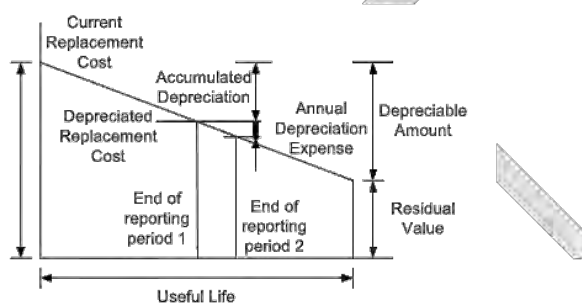 Current
Replacement
Cost
Accumulated
Depreciation
Depreciated
Replacement
Cost
Annual
Depreciation
Expense
Depreciable
Amount
End of
reporting
period 1
End of
reporting
period 2
Residual
Value
Useful Life